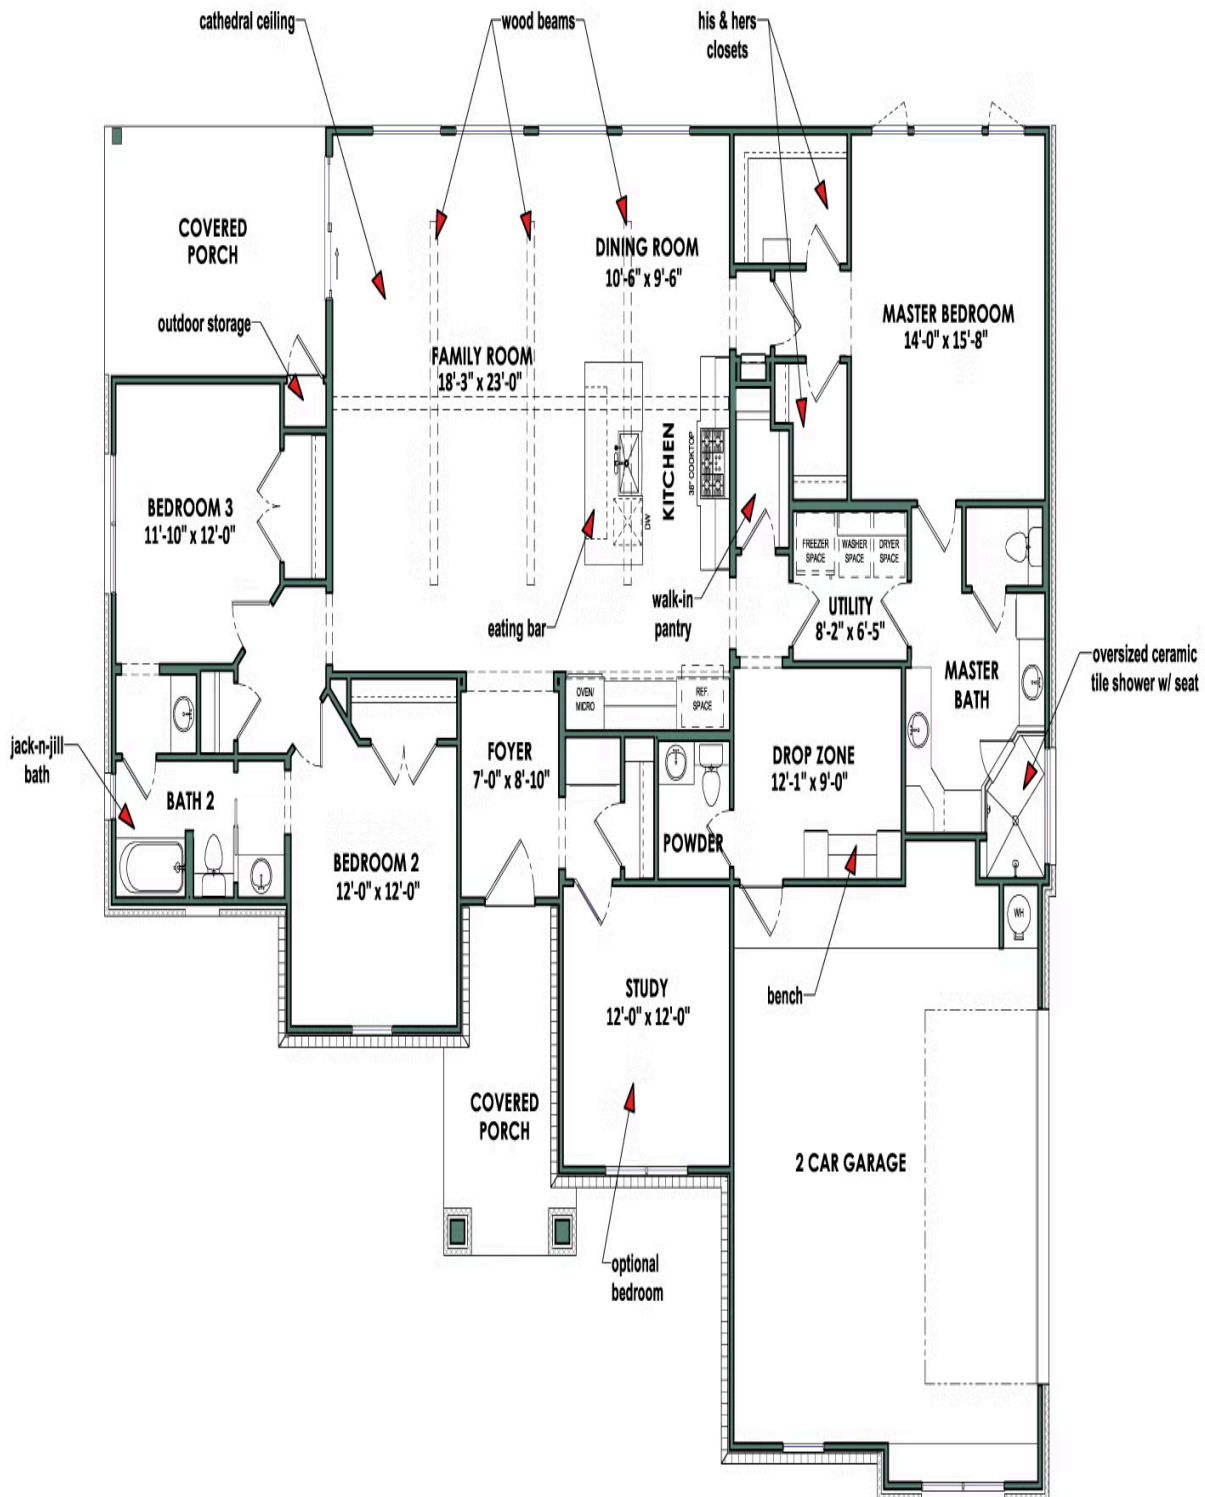 cathedral ceiling
wood beams
his & hers
closets
COVERED
PORCH
DINING ROOM
10'-6" x 9'-6"
MASTER BEDROOM
14'-0" x 15'-8"
outdoor storage
FAMILY ROOM
18'-3" x 23'-0"
KITCHEN
36" COOKTOP
DW
BEDROOM 3
11'-10" x 12'-0"
FREEZER
SPACE
WASHER
SPACE
DRYER
SPACE
UTILITY
8'-2" x 6'-5"
eating bar
walk-in
pantry
MASTER
BATH
oversized ceramic
tile shower w/ seat
OVEN/
MICRO
REF.
SPACE
jack-n-jill
bath
FOYER
7'-0" x 8'-10"
DROP ZONE
12'-1" x 9'-0"
BATH 2
POWDER
BEDROOM 2
12'-0" x 12'-0"
WH
STUDY
12'-0" x 12'-0"
bench
COVERED
PORCH
2 CAR GARAGE
optional
bedroom